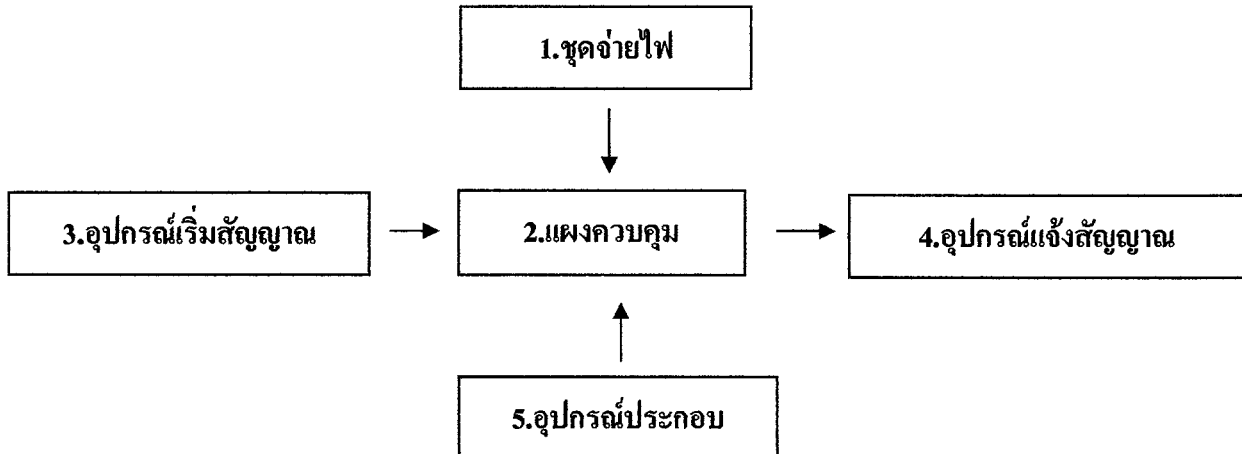 1.ชุดจ่ายไฟ
3.อุปกรณ์เริ่มสัญญาณ
2.แผงควบคุม
4.อุปกรณ์แจ้งสัญญาณ
5.อุปกรณ์ประกอบ